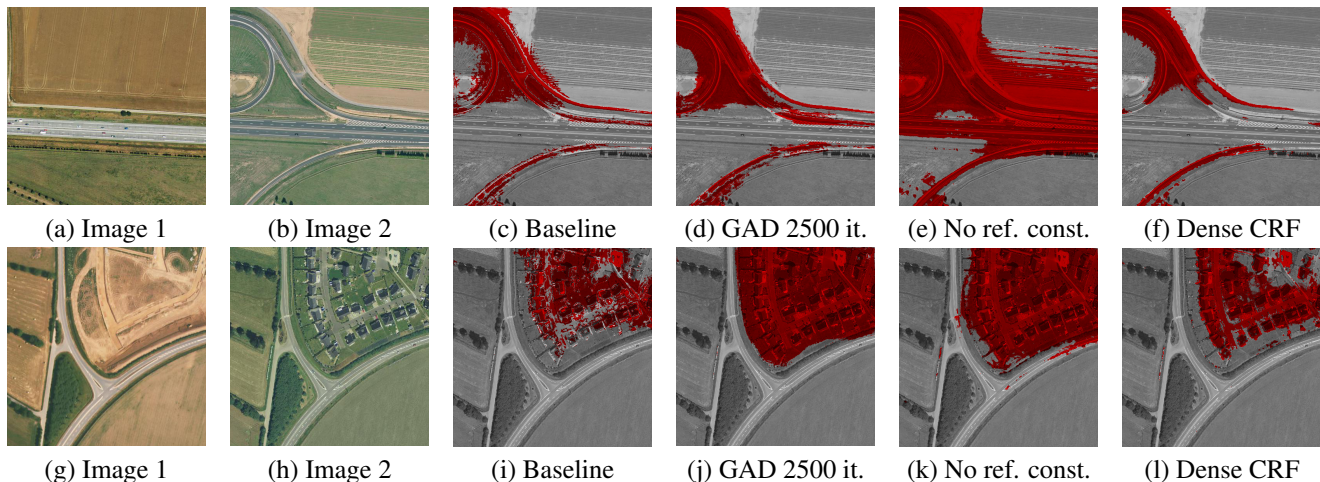 (a) Image 1 (b) Image 2 (c) Baseline (d) GAD 2500 it. (e) No ref. const. (f) Dense CRF
(g) Image 1 (h) Image 2 (i) Baseline (j) GAD 2500 it. (k) No ref. const. (l) Dense CRF